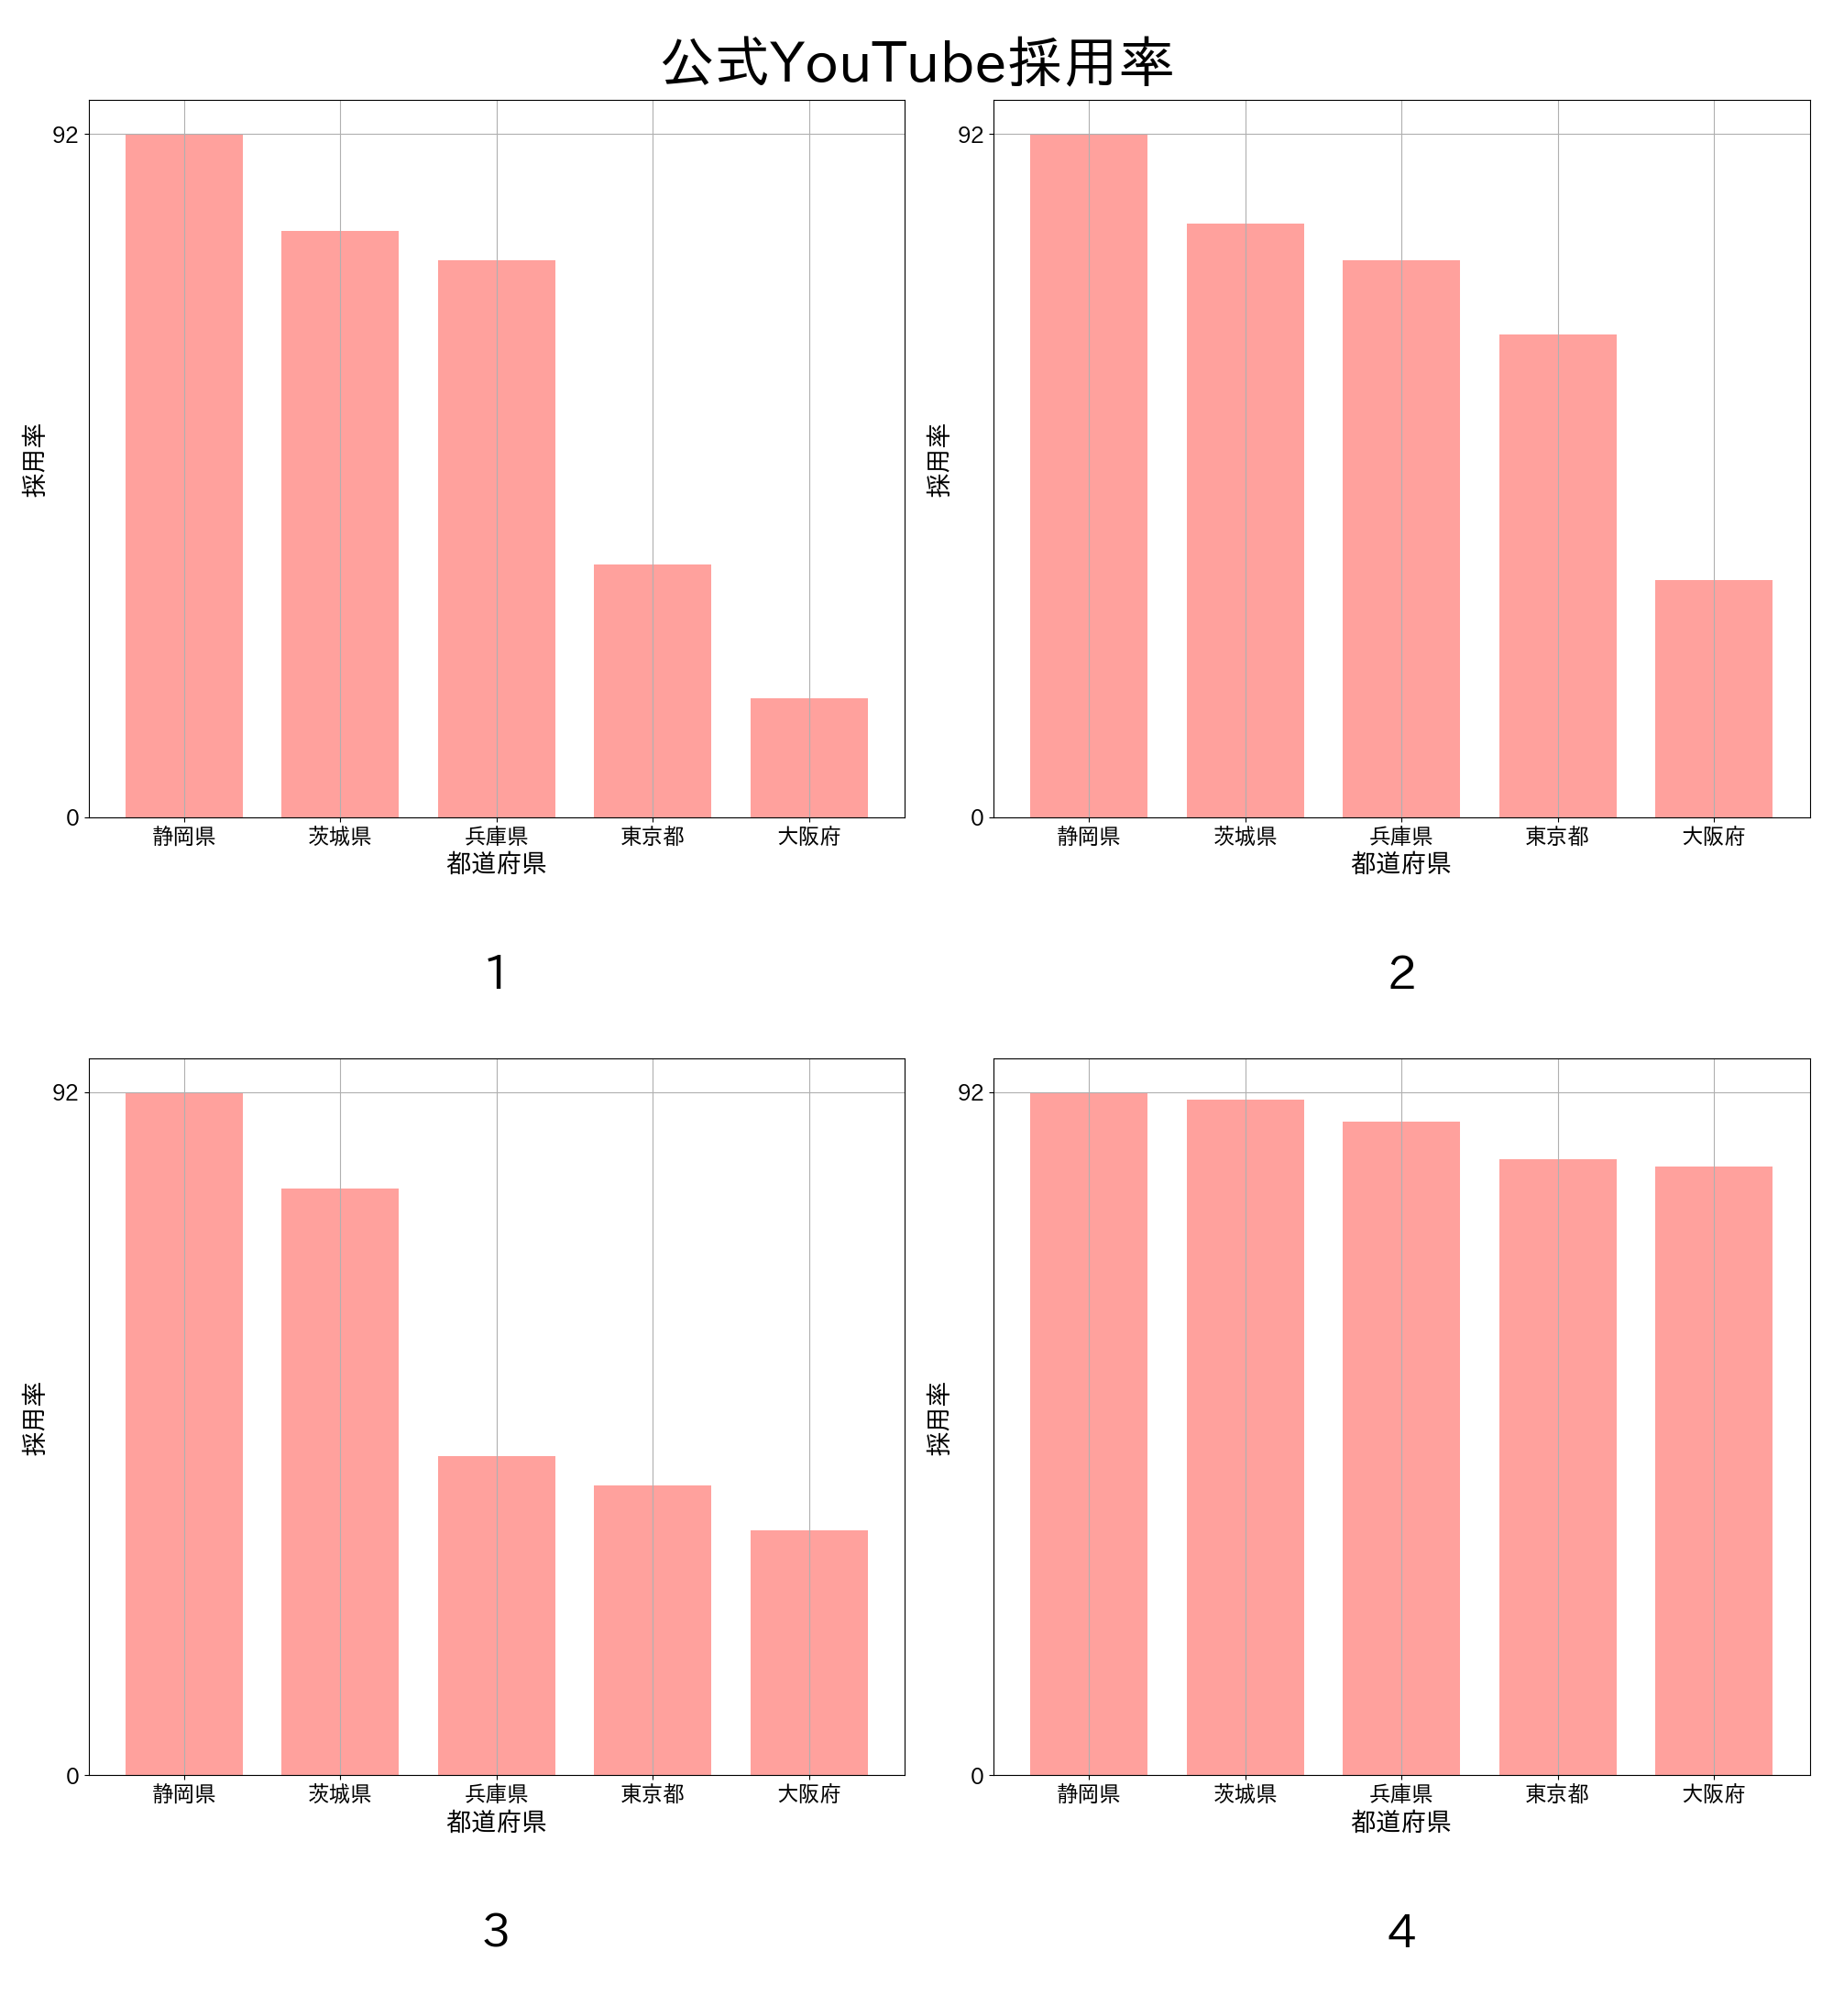 公式YouTube採用率
92
採用率
0
静岡県 茨城県 兵庫県 東京都 大阪府
都道府県
1
92
採用率
0
静岡県 茨城県 兵庫県 東京都 大阪府
都道府県
2
92
採用率
0
静岡県 茨城県 兵庫県 東京都 大阪府
都道府県
3
92
採用率
0
静岡県 茨城県 兵庫県 東京都 大阪府
都道府県
4